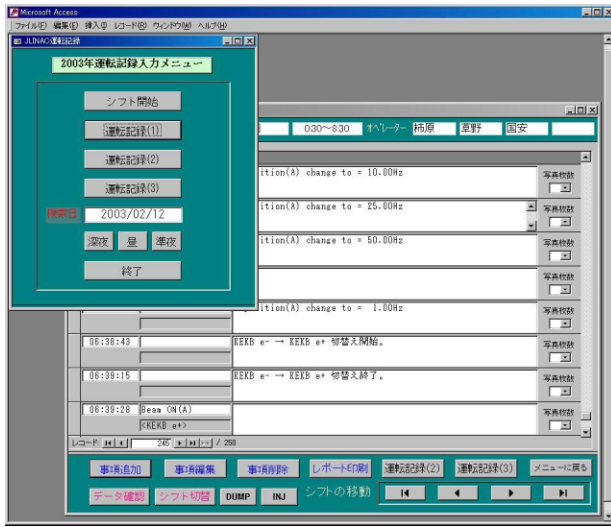 Microsoft Access
ファイル(F) 編集(E) 挿入(I) レコード(R) ウィンドウ(W) ヘルプ(H)
JLINAC運転記録
2003年運転記録入力メニュー
シフト開始
運転記録(1)
運転記録(2)
運転記録(3)
検索日 2003/02/12
深夜 昼 準夜
終了
030～830 オペレーター 柿原 草野 国安
ition(A) change to = 10.00Hz 写真枚数
ition(A) change to = 25.00Hz 写真枚数
ition(A) change to = 50.00Hz 写真枚数
写真枚数
ition(A) change to = 1.00Hz 写真枚数
06:38:43 KEKB e- → KEKB e+ 切替え開始。 写真枚数
06:39:15 KEKB e- → KEKB e+ 切替え終了。 写真枚数
06:39:28 Beam ON(A) 写真枚数
<KEKB e+>
レコード: 245 / 250
事項追加 事項編集 事項削除 レポート印刷 運転記録(2) 運転記録(3) メニューに戻る
データ確認 シフト切替 DUMP INJ シフトの移動